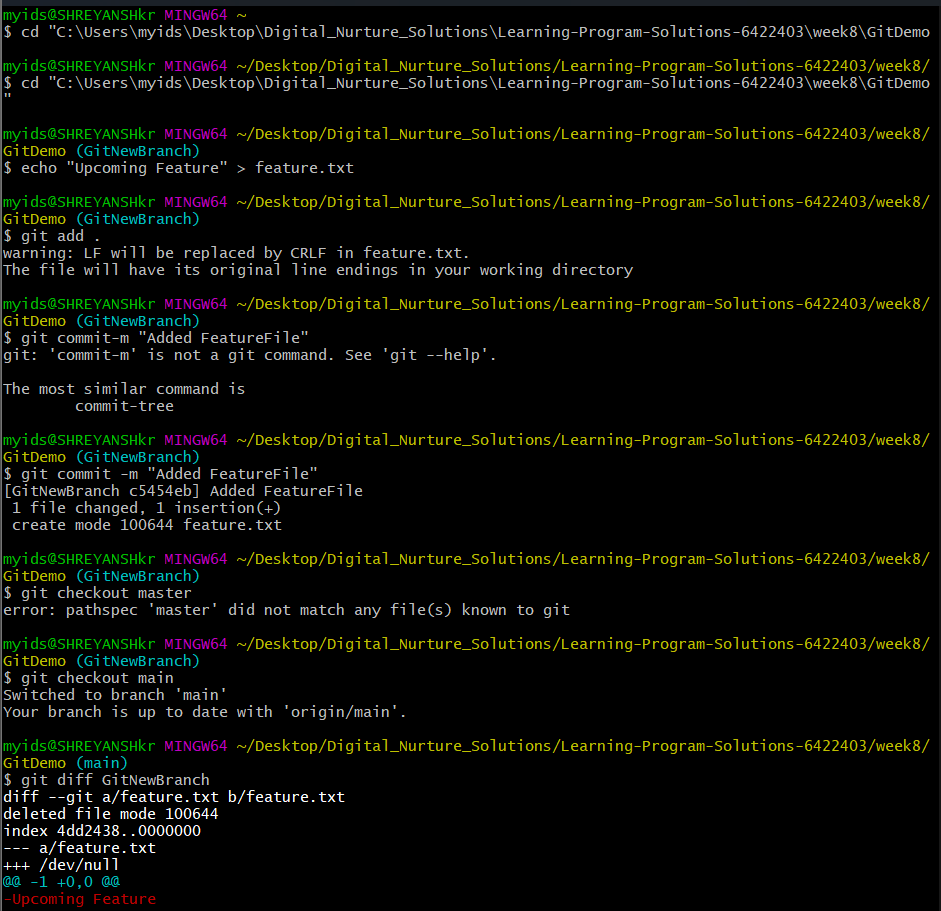 myids@SHREYANSHkr MINGW64 ~
$ cd "C:\Users\myids\Desktop\Digital_Nurture_Solutions\Learning-Program-Solutions-6422403\week8\GitDemo
myids@SHREYANSHkr MINGW64 ~/Desktop/Digital_Nurture_Solutions/Learning-Program-Solutions-6422403/week8/
$ cd "C:\Users\myids\Desktop\Digital_Nurture_Solutions\Learning-Program-Solutions-6422403\week8\GitDemo
"
myids@SHREYANSHkr MINGW64 ~/Desktop/Digital_Nurture_Solutions/Learning-Program-Solutions-6422403/week8/
GitDemo (GitNewBranch)
$ echo "Upcoming Feature" > feature.txt
myids@SHREYANSHkr MINGW64 ~/Desktop/Digital_Nurture_Solutions/Learning-Program-Solutions-6422403/week8/
GitDemo (GitNewBranch)
$ git add .
warning: LF will be replaced by CRLF in feature.txt.
The file will have its original line endings in your working directory
myids@SHREYANSHkr MINGW64 ~/Desktop/Digital_Nurture_Solutions/Learning-Program-Solutions-6422403/week8/
GitDemo (GitNewBranch)
$ git commit-m "Added FeatureFile"
git: 'commit-m' is not a git command. See 'git --help'.
The most similar command is
        commit-tree
myids@SHREYANSHkr MINGW64 ~/Desktop/Digital_Nurture_Solutions/Learning-Program-Solutions-6422403/week8/
GitDemo (GitNewBranch)
$ git commit -m "Added FeatureFile"
[GitNewBranch c5454eb] Added FeatureFile
 1 file changed, 1 insertion(+)
 create mode 100644 feature.txt
myids@SHREYANSHkr MINGW64 ~/Desktop/Digital_Nurture_Solutions/Learning-Program-Solutions-6422403/week8/
GitDemo (GitNewBranch)
$ git checkout master
error: pathspec 'master' did not match any file(s) known to git
myids@SHREYANSHkr MINGW64 ~/Desktop/Digital_Nurture_Solutions/Learning-Program-Solutions-6422403/week8/
GitDemo (GitNewBranch)
$ git checkout main
Switched to branch 'main'
Your branch is up to date with 'origin/main'.
myids@SHREYANSHkr MINGW64 ~/Desktop/Digital_Nurture_Solutions/Learning-Program-Solutions-6422403/week8/
GitDemo (main)
$ git diff GitNewBranch
diff --git a/feature.txt b/feature.txt
deleted file mode 100644
index 4dd2438..0000000
--- a/feature.txt
+++ /dev/null
@@ -1 +0,0 @@
-Upcoming Feature